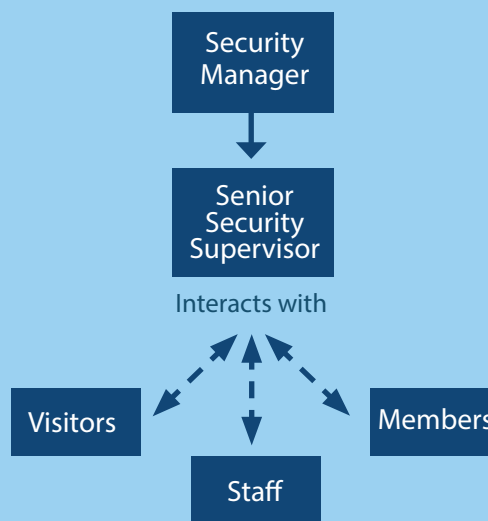 Security
Manager
Senior
Security
Supervisor
Interacts with
Visitors
Members
Staff